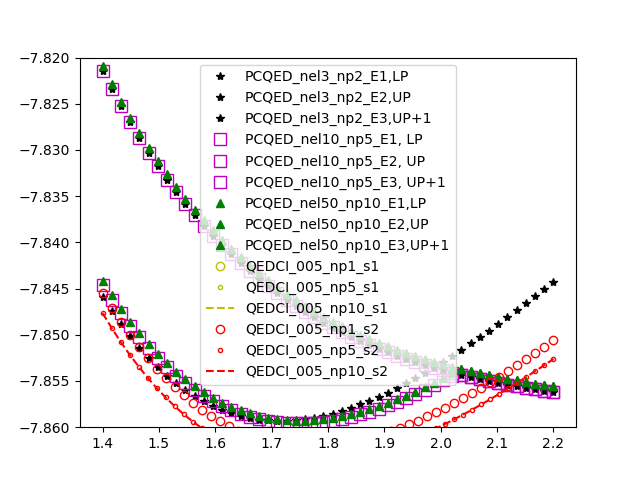 −7.820
−7.825
−7.830
−7.835
−7.840
−7.845
−7.850
−7.855
−7.860
1.4 1.5 1.6 1.7 1.8 1.9 2.0 2.1 2.2
PCQED_nel3_np2_E1,LP
PCQED_nel3_np2_E2,UP
PCQED_nel3_np2_E3,UP+1
PCQED_nel10_np5_E1, LP
PCQED_nel10_np5_E2, UP
PCQED_nel10_np5_E3, UP+1
PCQED_nel50_np10_E1,LP
PCQED_nel50_np10_E2,UP
PCQED_nel50_np10_E3,UP+1
QEDCI_005_np1_s1
QEDCI_005_np5_s1
QEDCI_005_np10_s1
QEDCI_005_np1_s2
QEDCI_005_np5_s2
QEDCI_005_np10_s2